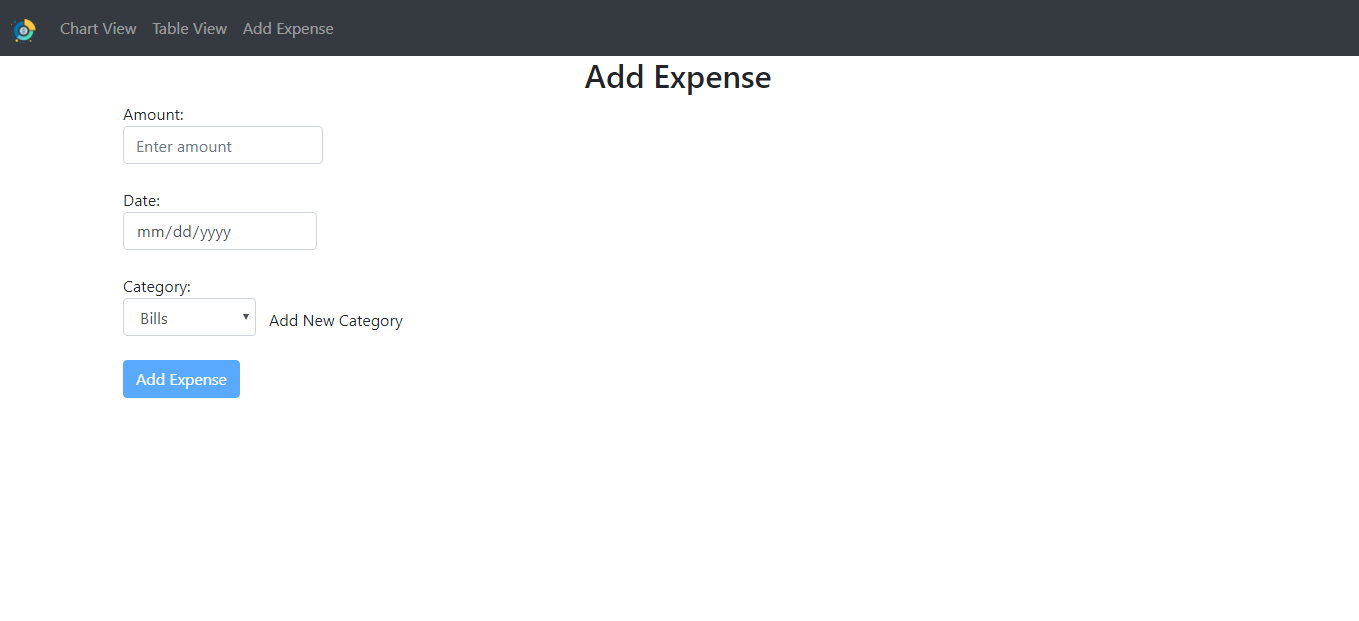 Chart View Table View Add Expense
Add Expense
Amount:
Enter amount
Date:
mm/dd/yyyy
Category:
Bills Add New Category
Add Expense